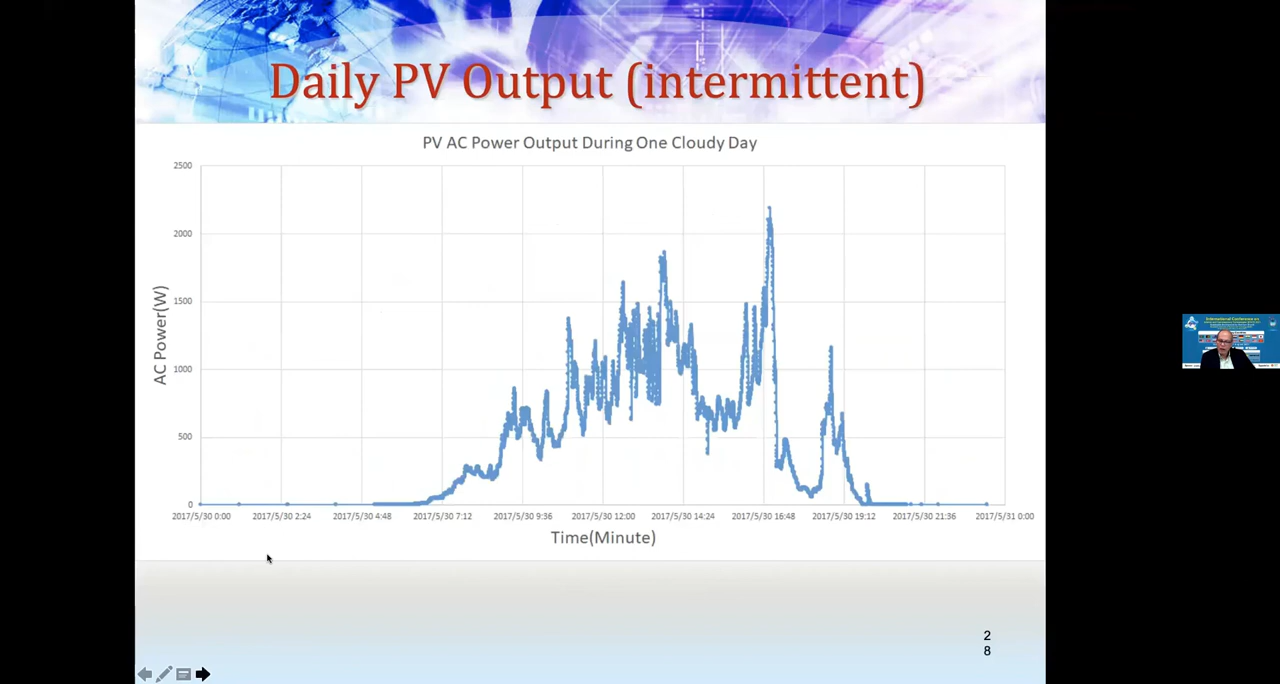 Daily PV Output (intermittent)
PV AC Power Output During One Cloudy Day
2500
2000
1500
1000
500
0
AC Power(W)
2017/5/30 0:00 2017/5/30 2:24 2017/5/30 4:48 2017/5/30 7:12 2017/5/30 9:36 2017/5/30 12:00 2017/5/30 14:24 2017/5/30 16:48 2017/5/30 19:12 2017/5/30 21:36 2017/5/31 0:00
Time(Minute)
International Conference on
2
8